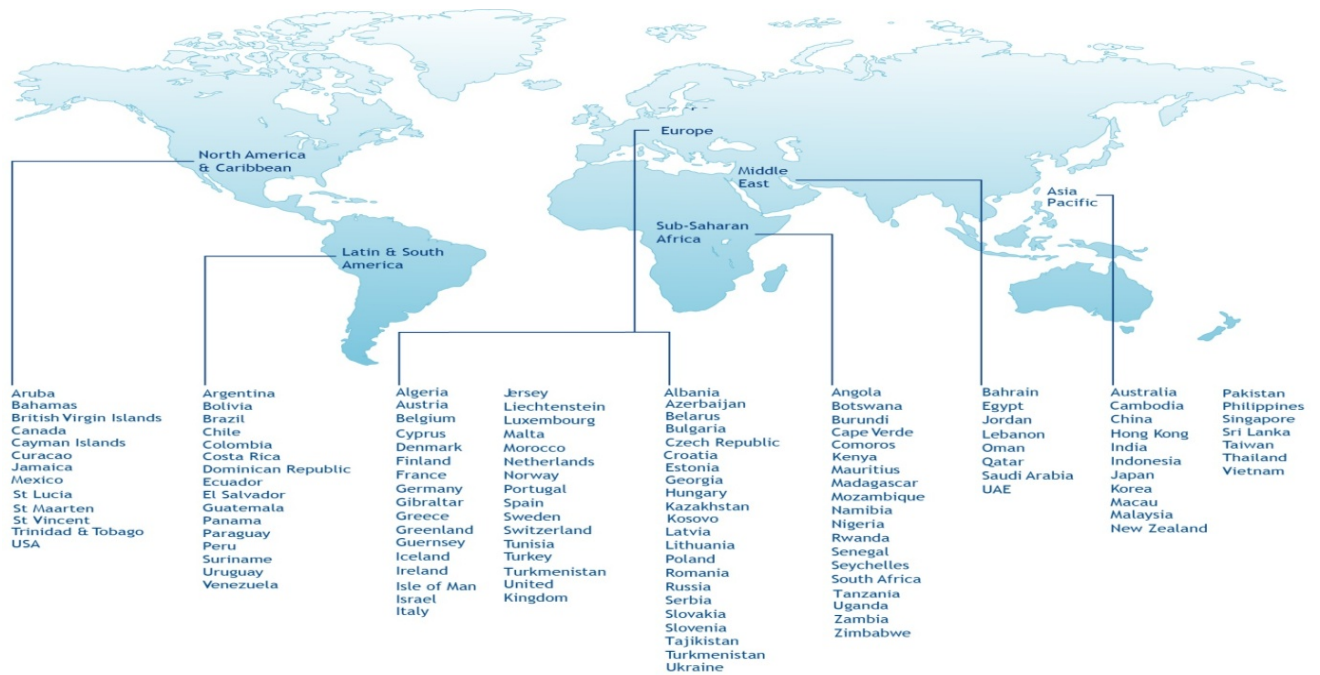 Europe
North America
& Caribbean
Middle
East
Asia
Pacific
Sub-Saharan
Africa
Latin & South
America
Aruba
Bahamas
British Virgin Islands
Canada
Cayman Islands
Curacao
Jamaica
Mexico
St Lucia
St Maarten
St Vincent
Trinidad & Tobago
USA
Argentina
Bolivia
Brazil
Chile
Colombia
Costa Rica
Dominican Republic
Ecuador
El Salvador
Guatemala
Panama
Paraguay
Peru
Suriname
Uruguay
Venezuela
Algeria
Austria
Belgium
Cyprus
Denmark
Finland
France
Germany
Gibraltar
Greece
Greenland
Guernsey
Iceland
Ireland
Isle of Man
Israel
Italy
Jersey
Liechtenstein
Luxembourg
Malta
Morocco
Netherlands
Norway
Portugal
Spain
Sweden
Switzerland
Tunisia
Turkey
Turkmenistan
United
Kingdom
Albania
Azerbaijan
Belarus
Bulgaria
Czech Republic
Croatia
Estonia
Georgia
Hungary
Kazakhstan
Kosovo
Latvia
Lithuania
Poland
Romania
Russia
Serbia
Slovakia
Slovenia
Tajikistan
Turkmenistan
Ukraine
Angola
Botswana
Burundi
Cape Verde
Comoros
Kenya
Mauritius
Madagascar
Mozambique
Namibia
Nigeria
Rwanda
Senegal
Seychelles
South Africa
Tanzania
Uganda
Zambia
Zimbabwe
Bahrain
Egypt
Jordan
Lebanon
Oman
Qatar
Saudi Arabia
UAE
Australia
Cambodia
China
Hong Kong
India
Indonesia
Japan
Korea
Macau
Malaysia
New Zealand
Pakistan
Philippines
Singapore
Sri Lanka
Taiwan
Thailand
Vietnam